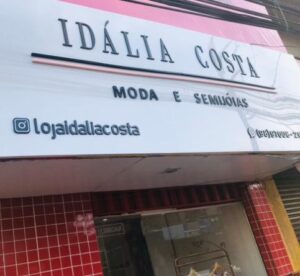 IDÁLIA COSTA
MODA E SEMIJÓIAS
lojaidaliacosta